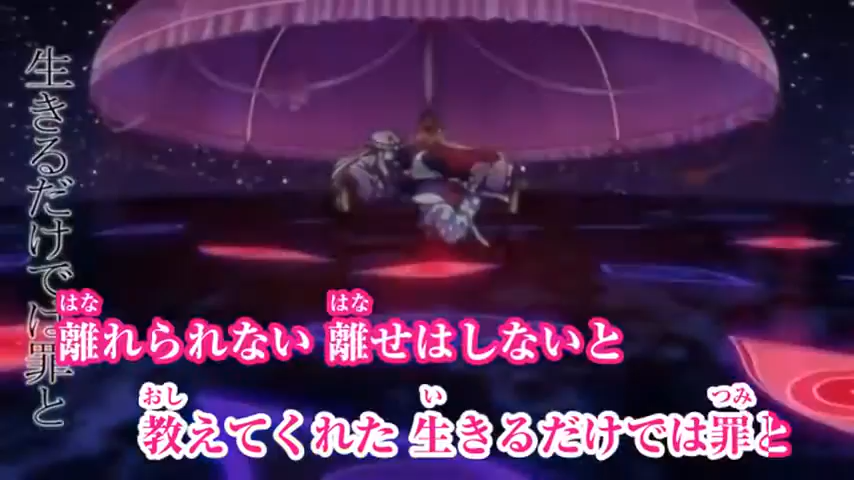 生きるだけでは罪と
はな はな
離れられない 離せはしないと
おし い つみ
教えてくれた 生きるだけでは罪と